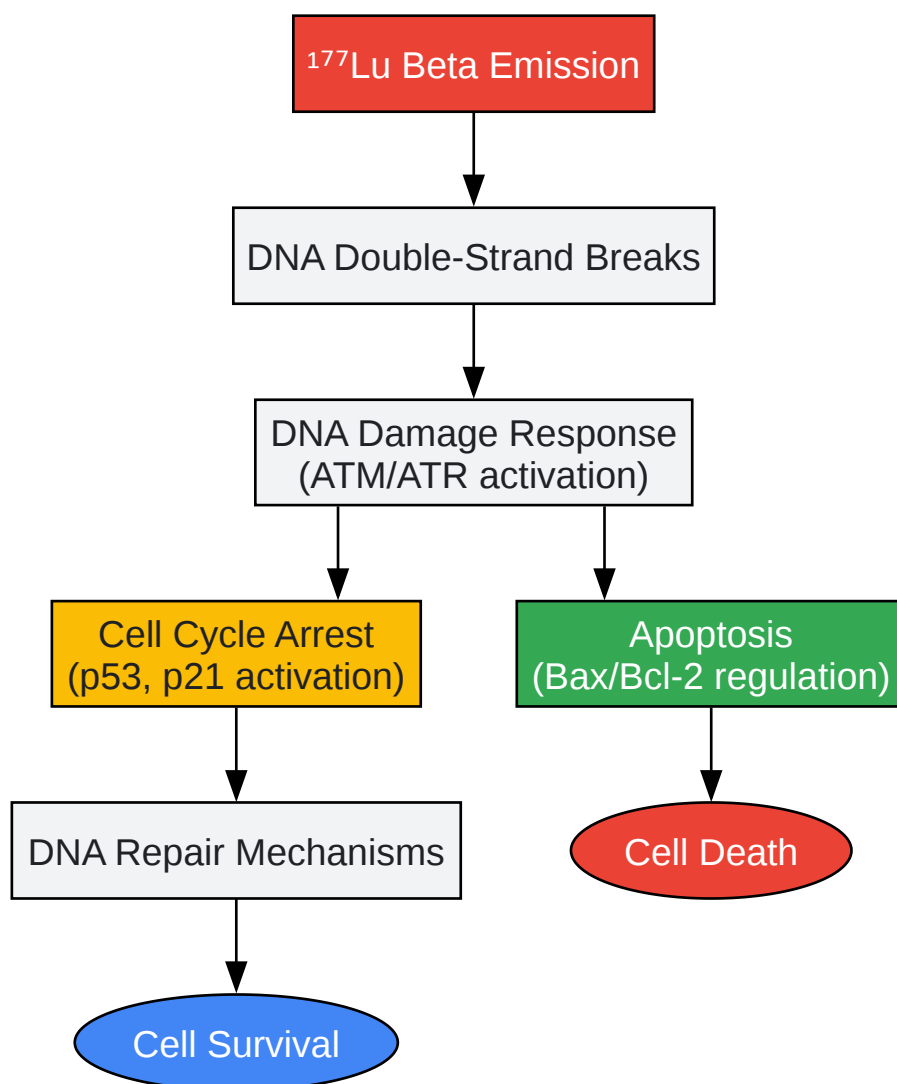 ¹⁷⁷Lu Beta Emission
DNA Double-Strand Breaks
DNA Damage Response
(ATM/ATR activation)
Cell Cycle Arrest
(p53, p21 activation)
Apoptosis
(Bax/Bcl-2 regulation)
DNA Repair Mechanisms
Cell Death
Cell Survival